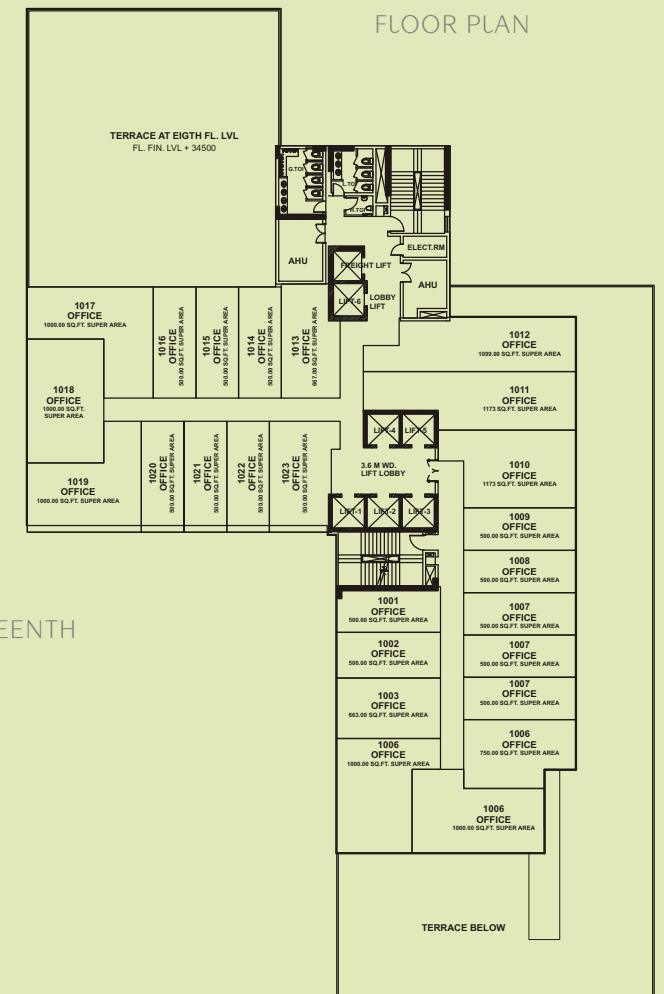 FLOOR PLAN
TERRACE AT EIGTH FL. LVL
FL. FIN. LVL + 34500
G.TOI
L.TOI
H.TOI
AHU
FREIGHT LIFT
LIFT-6
LOBBY
LIFT
ELECT.RM
AHU
1017
OFFICE
1000.00 SQ.FT. SUPER AREA
1016
OFFICE
500.00 SQ.FT. SUPER AREA
1015
OFFICE
500.00 SQ.FT. SUPER AREA
1014
OFFICE
500.00 SQ.FT. SUPER AREA
1013
OFFICE
667.00 SQ.FT. SUPER AREA
1018
OFFICE
1000.00 SQ.FT.
SUPER AREA
1019
OFFICE
1000.00 SQ.FT. SUPER AREA
1020
OFFICE
500.00 SQ.FT. SUPER AREA
1021
OFFICE
500.00 SQ.FT. SUPER AREA
1022
OFFICE
500.00 SQ.FT. SUPER AREA
1023
OFFICE
500.00 SQ.FT. SUPER AREA
LIFT-4
LIFT-5
3.6 M WD.
LIFT LOBBY
LIFT-1
LIFT-2
LIFT-3
1012
OFFICE
1099.00 SQ.FT. SUPER AREA
1011
OFFICE
1173 SQ.FT. SUPER AREA
1010
OFFICE
1173 SQ.FT. SUPER AREA
1009
OFFICE
500.00 SQ.FT. SUPER AREA
1008
OFFICE
500.00 SQ.FT. SUPER AREA
1007
OFFICE
500.00 SQ.FT. SUPER AREA
1007
OFFICE
500.00 SQ.FT. SUPER AREA
1007
OFFICE
500.00 SQ.FT. SUPER AREA
1006
OFFICE
750.00 SQ.FT. SUPER AREA
1001
OFFICE
500.00 SQ.FT. SUPER AREA
1002
OFFICE
500.00 SQ.FT. SUPER AREA
1003
OFFICE
663.00 SQ.FT. SUPER AREA
1006
OFFICE
1000.00 SQ.FT. SUPER AREA
1006
OFFICE
1000.00 SQ.FT. SUPER AREA
EENTH
TERRACE BELOW